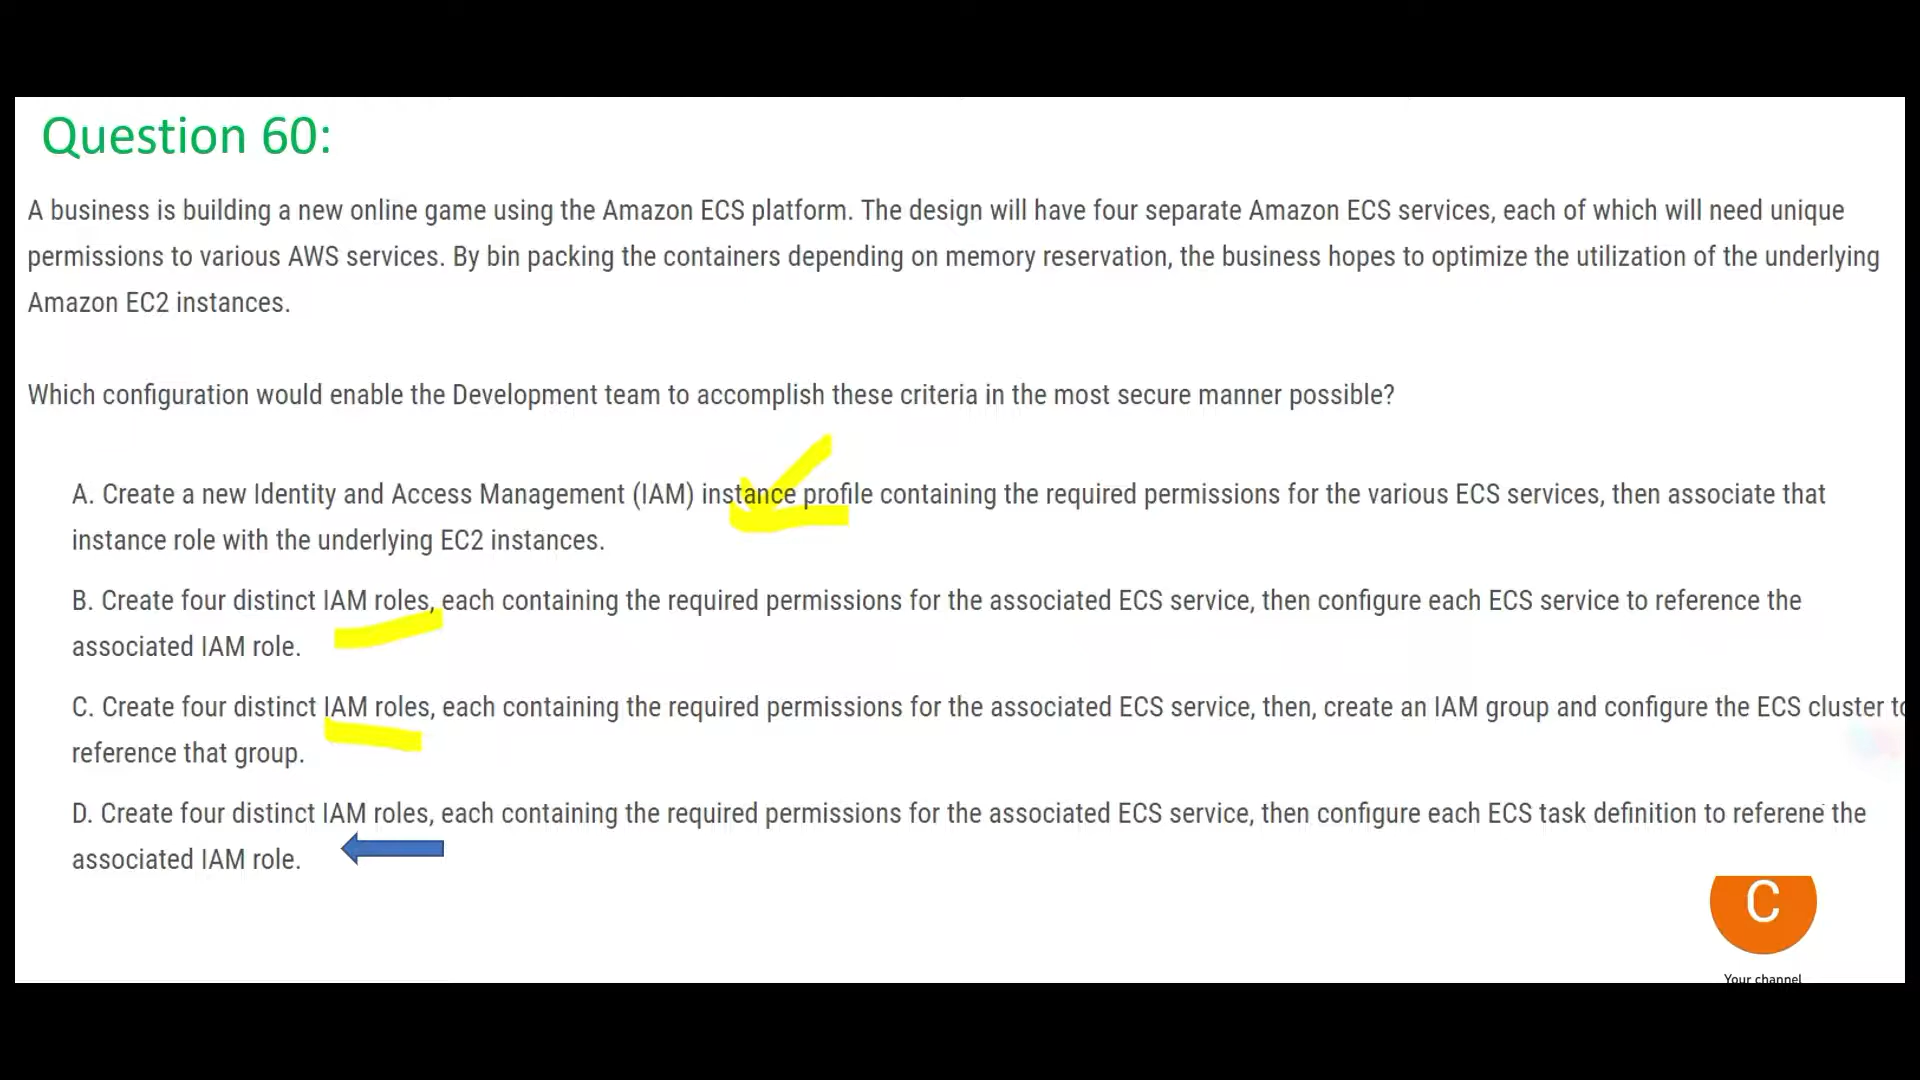 Question 60:
A business is building a new online game using the Amazon ECS platform. The design will have four separate Amazon ECS services, each of which will need unique
permissions to various AWS services. By bin packing the containers depending on memory reservation, the business hopes to optimize the utilization of the underlying
Amazon EC2 instances.
Which configuration would enable the Development team to accomplish these criteria in the most secure manner possible?
A. Create a new Identity and Access Management (IAM) instance profile containing the required permissions for the various ECS services, then associate that
instance role with the underlying EC2 instances.
B. Create four distinct IAM roles, each containing the required permissions for the associated ECS service, then configure each ECS service to reference the
associated IAM role.
C. Create four distinct IAM roles, each containing the required permissions for the associated ECS service, then, create an IAM group and configure the ECS cluster to
reference that group.
D. Create four distinct IAM roles, each containing the required permissions for the associated ECS service, then configure each ECS task definition to referene the
associated IAM role.
C
Your channel